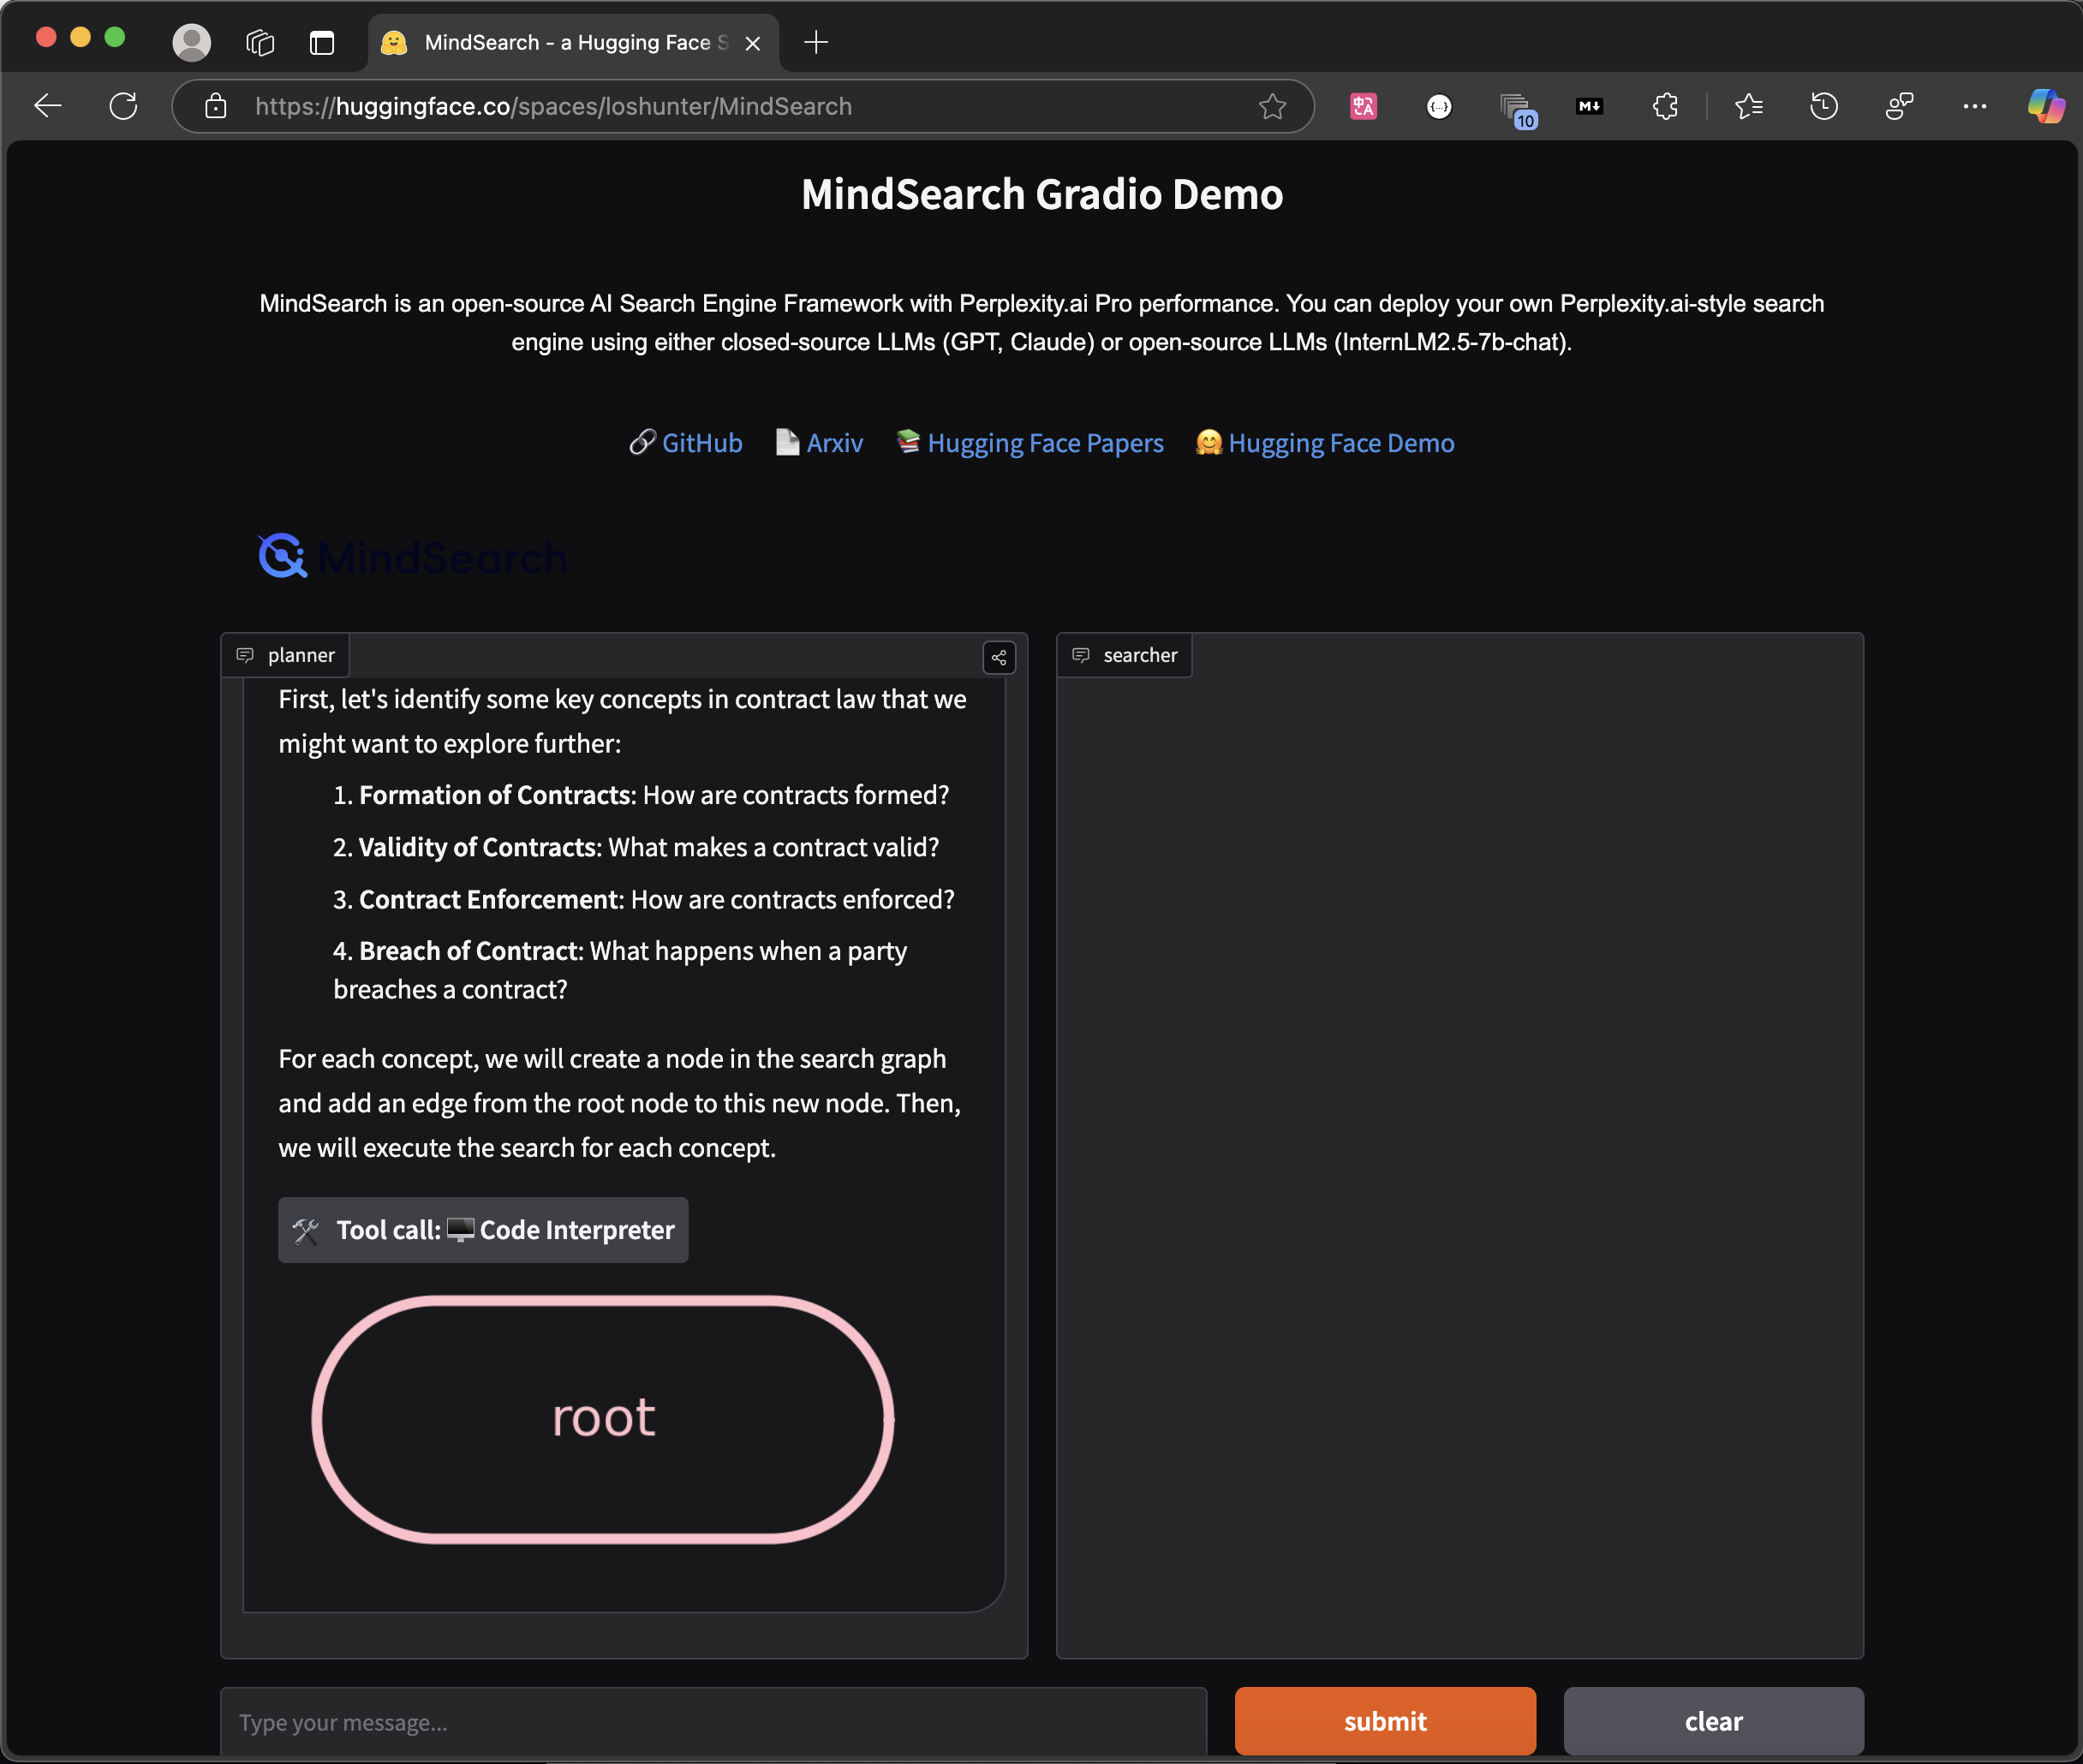 MindSearch - a Hugging Face S
https://huggingface.co/spaces/loshunter/MindSearch
10
MindSearch Gradio Demo
MindSearch is an open-source AI Search Engine Framework with Perplexity.ai Pro performance. You can deploy your own Perplexity.ai-style search
engine using either closed-source LLMs (GPT, Claude) or open-source LLMs (InternLM2.5-7b-chat).
GitHub Arxiv Hugging Face Papers Hugging Face Demo
MindSearch
planner
First, let's identify some key concepts in contract law that we
might want to explore further:
1. Formation of Contracts: How are contracts formed?
2. Validity of Contracts: What makes a contract valid?
3. Contract Enforcement: How are contracts enforced?
4. Breach of Contract: What happens when a party
breaches a contract?
For each concept, we will create a node in the search graph
and add an edge from the root node to this new node. Then,
we will execute the search for each concept.
Tool call: Code Interpreter
root
searcher
Type your message...
submit
clear